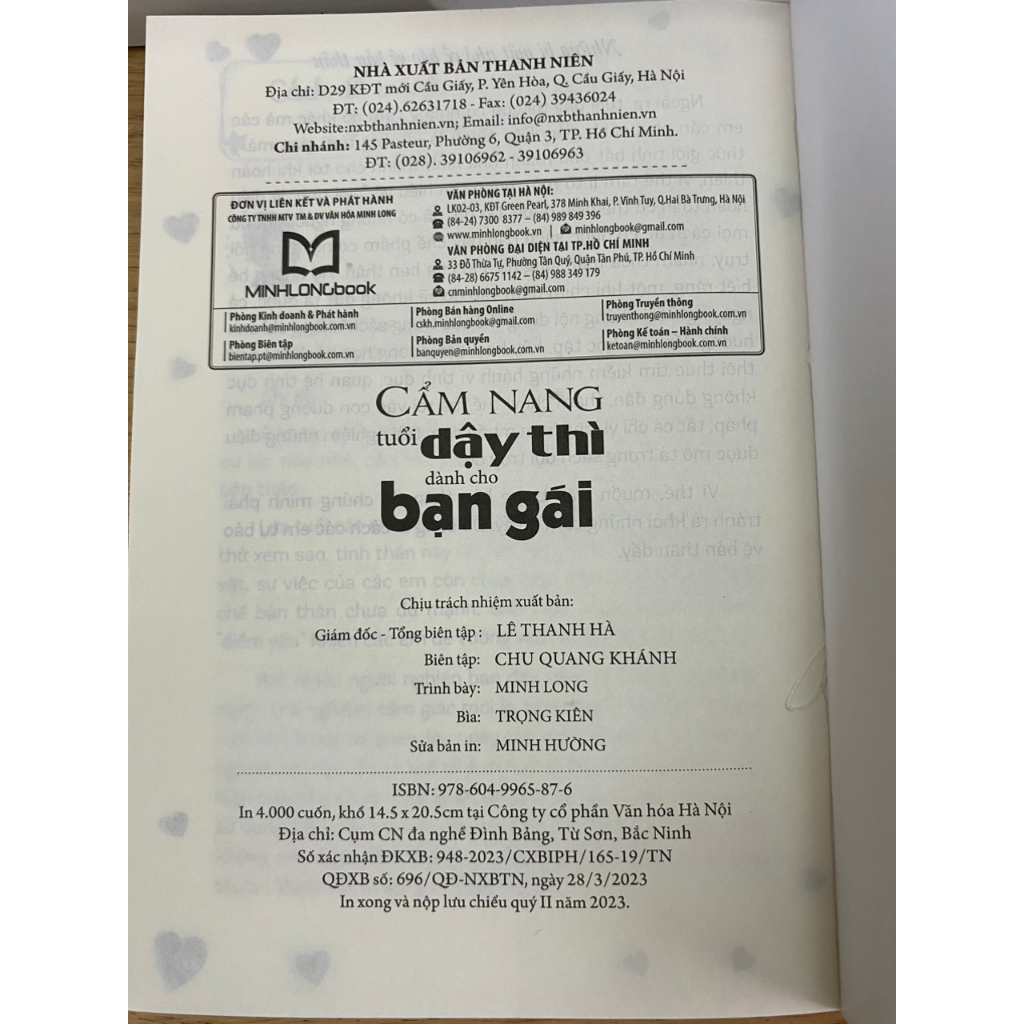 NHÀ XUẤT BẢN THANH NIÊN
Địa chỉ: D29 KĐT mới Cầu Giấy, P. Yên Hòa, Q. Cầu Giấy, Hà Nội
ĐT: (024).62631718 - Fax: (024) 39436024
Website:nxbthanhnien.vn; Email: info@nxbthanhnien.vn
Chi nhánh: 145 Pasteur, Phường 6, Quận 3, TP. Hồ Chí Minh.
ĐT: (028). 39106962 - 39106963
ĐƠN VỊ LIÊN KẾT VÀ PHÁT HÀNH
CÔNG TY TNHH MTV TM & DV VĂN HÓA MINH LONG
MINHLONGbook
VĂN PHÒNG TẠI HÀ NỘI:
LK02-03, KĐT Green Pearl, 378 Minh Khai, P. Vĩnh Tuy, Q.Hai Bà Trưng, Hà Nội
(84-24) 7300 8377 – (84) 989 849 396
www.minhlongbook.vn | minhlongbook@gmail.com
VĂN PHÒNG ĐẠI DIỆN TẠI TP.HỒ CHÍ MINH
33 Đỗ Thừa Tự, Phường Tân Quý, Quận Tân Phú, TP. Hồ Chí Minh
(84-28) 6675 1142 – (84) 988 349 179
cnminhlongbook@gmail.com
Phòng Kinh doanh & Phát hành
kinhdoanh@minhlongbook.com.vn
Phòng Bán hàng Online
cskh.minhlongbook@gmail.com
Phòng Truyền thông
truyenthong@minhlongbook.com.vn
Phòng Biên tập
bientap.pt@minhlongbook.com.vn
Phòng Bản quyền
banquyen@minhlongbook.com.vn
Phòng Kế toán – Hành chính
ketoan@minhlongbook.com.vn
CẨM NANG
tuổi dậy thì
dành cho
bạn gái
Chịu trách nhiệm xuất bản:
Giám đốc - Tổng biên tập : LÊ THANH HÀ
Biên tập: CHU QUANG KHÁNH
Trình bày: MINH LONG
Bìa: TRỌNG KIÊN
Sửa bản in: MINH HƯỜNG
ISBN: 978-604-9965-87-6
In 4.000 cuốn, khổ 14.5 x 20.5cm tại Công ty cổ phần Văn hóa Hà Nội
Địa chỉ: Cụm CN đa nghề Đình Bảng, Từ Sơn, Bắc Ninh
Số xác nhận ĐKXB: 948-2023/CXBIPH/165-19/TN
QĐXB số: 696/QĐ-NXBTN, ngày 28/3/2023
In xong và nộp lưu chiểu quý II năm 2023.